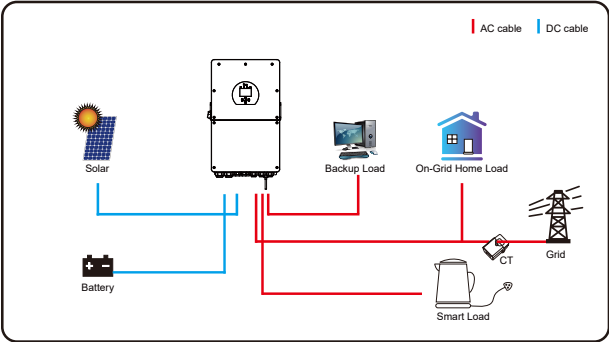 AC cable
DC cable
Solar
Backup Load
On-Grid Home Load
CT
Grid
Battery
Smart Load